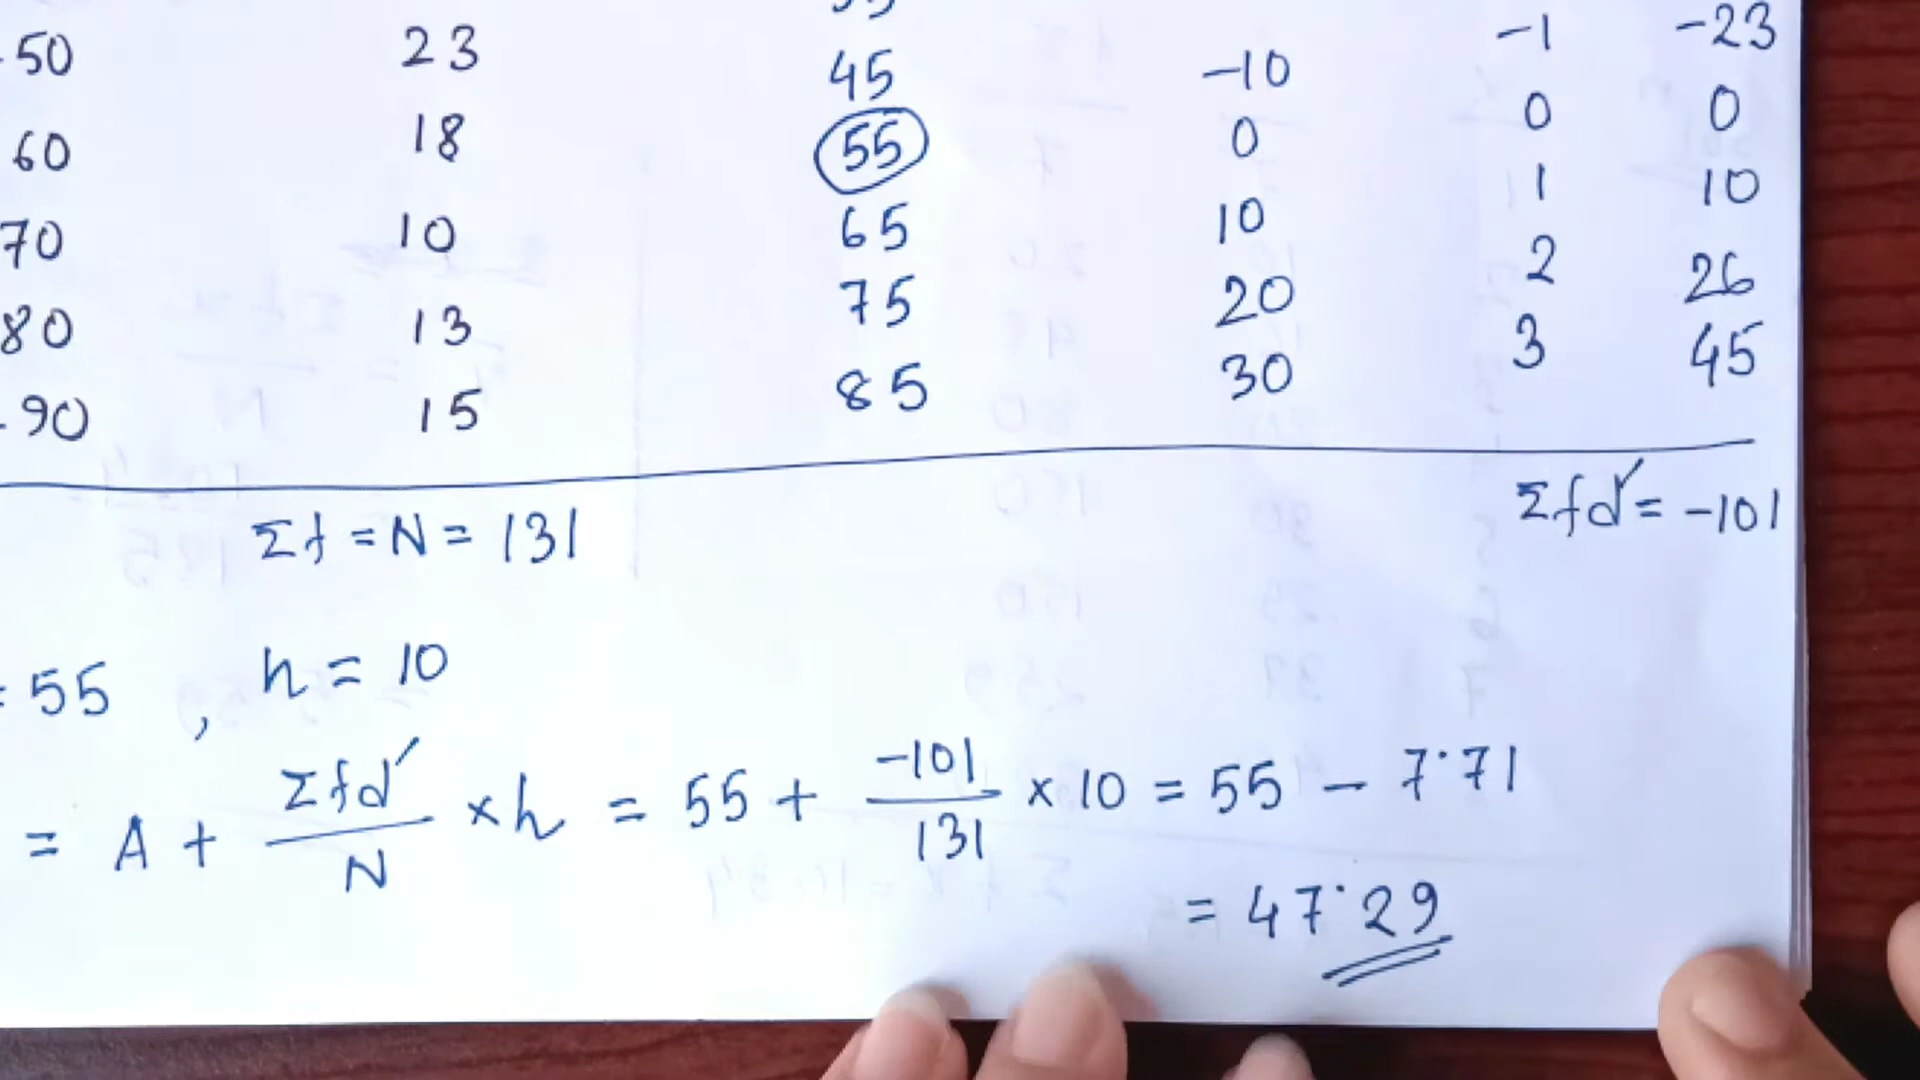 -50 23 45 -10 -1 -23
60 18 55 0 0 0
70 10 65 10 1 10
80 13 75 20 2 26
-90 15 85 30 3 45
Σf = N = 131 Σfd' = -101
= 55 , h = 10
= A + Σfd'/N × h = 55 + -101/131 × 10 = 55 - 7.71
= 47.29